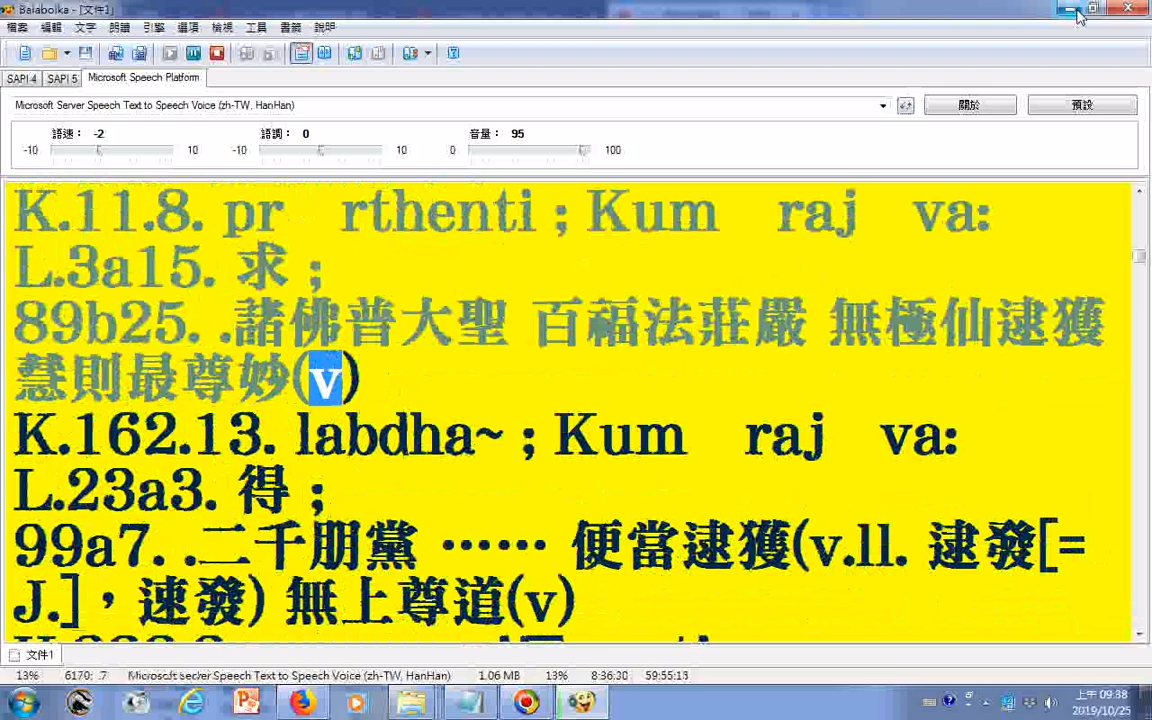 Balabolka - [文件1]
檔案 編輯 文字 朗讀 引擎 選項 檢視 工具 書籤 說明
SAPI 4 SAPI 5 Microsoft Speech Platform
Microsoft Server Speech Text to Speech Voice (zh-TW, HanHan) 關於 預設
語速： -2 語調： 0 音量： 95
-10 10 -10 10 0 100
K.11.8. pr rthenti ; Kum raj va:
L.3a15. 求 ;
89b25. .諸佛普大聖 百福法莊嚴 無極仙逮獲
慧則最尊妙(v)
K.162.13. labdha~ ; Kum raj va:
L.23a3. 得 ;
99a7. .二千朋黨 …… 便當逮獲(v.ll. 逮發[=
J.]，速發) 無上尊道(v)
文件1
13% 6170: .7 Microsoft Server Speech Text to Speech Voice (zh-TW, HanHan) 1.06 MB 13% 8:36:30 59:55:13
上午 09:38
2019/10/25